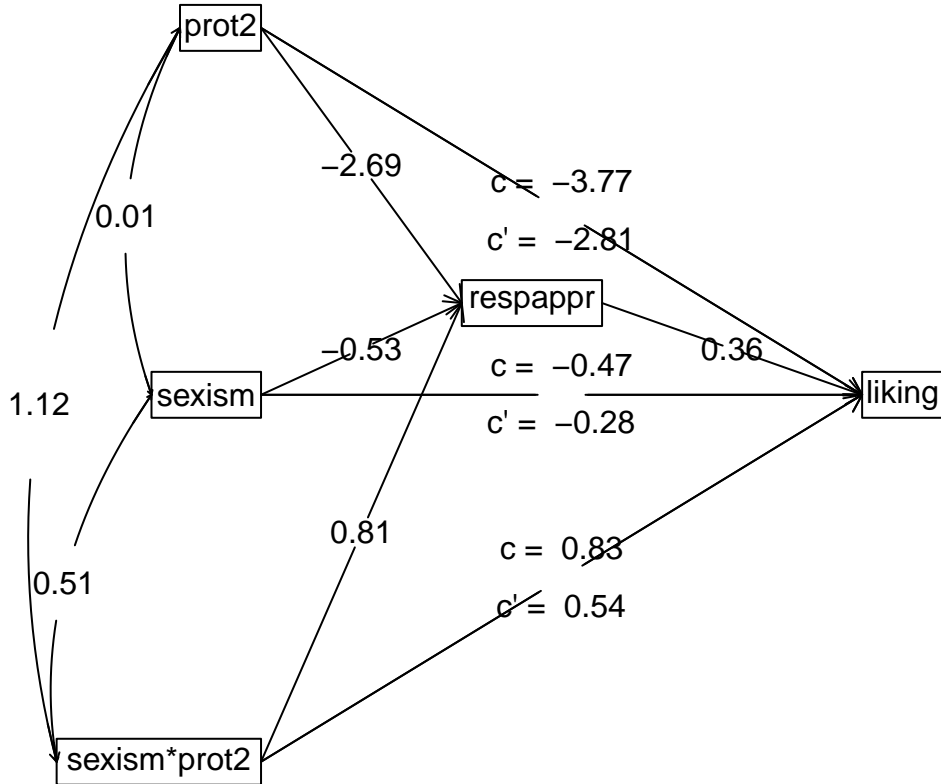 prot2
−2.69
c = −3.77
0.01
c' = −2.81
respappr
−0.53
0.36
c = −0.47
1.12
sexism
liking
c' = −0.28
0.81
c = 0.83
0.51
c' = 0.54
sexism*prot2